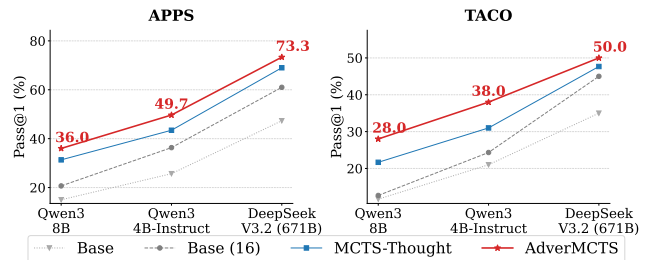 APPS
TACO
Pass@1 (%)
80
60
40
20
36.0
49.7
73.3
Qwen3
8B
Qwen3
4B-Instruct
DeepSeek
V3.2 (671B)
Pass@1 (%)
50
40
30
20
28.0
38.0
50.0
Qwen3
8B
Qwen3
4B-Instruct
DeepSeek
V3.2 (671B)
Base
Base (16)
MCTS-Thought
AdverMCTS